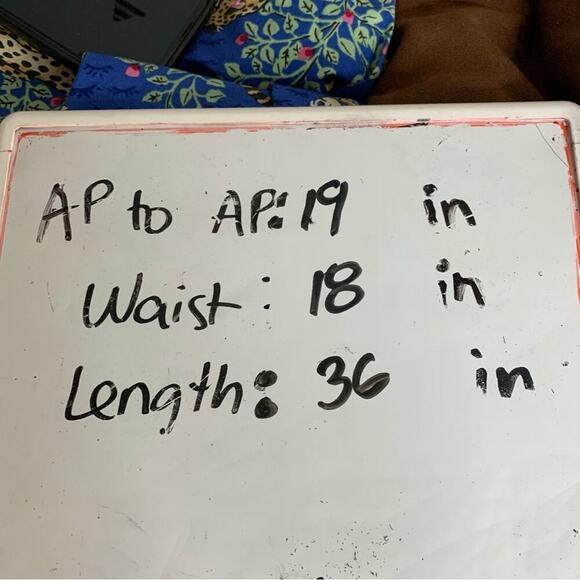 AP to AP: 19 in
Waist: 18 in
Length: 36 in